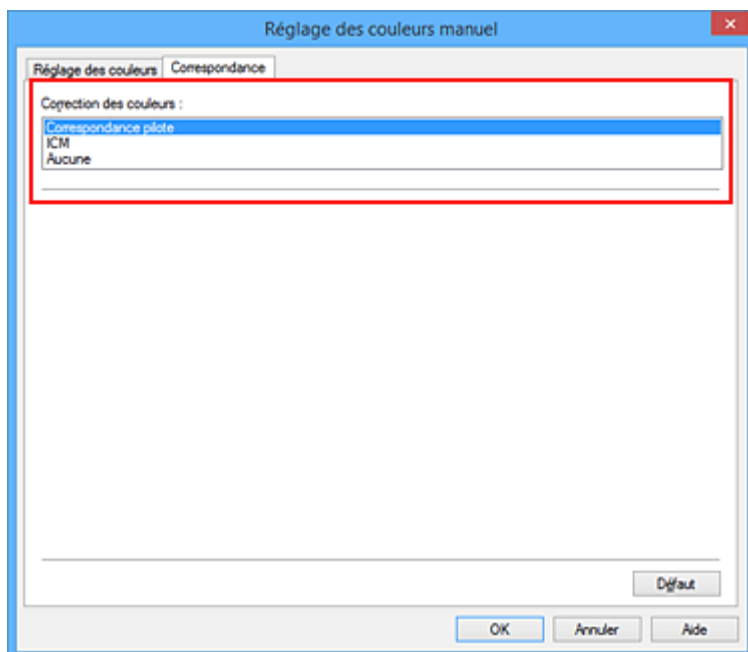 Réglage des couleurs manuel
Réglage des couleurs Correspondance
Correction des couleurs :
Correspondance pilote
ICM
Aucune
Défaut
OK Annuler Aide